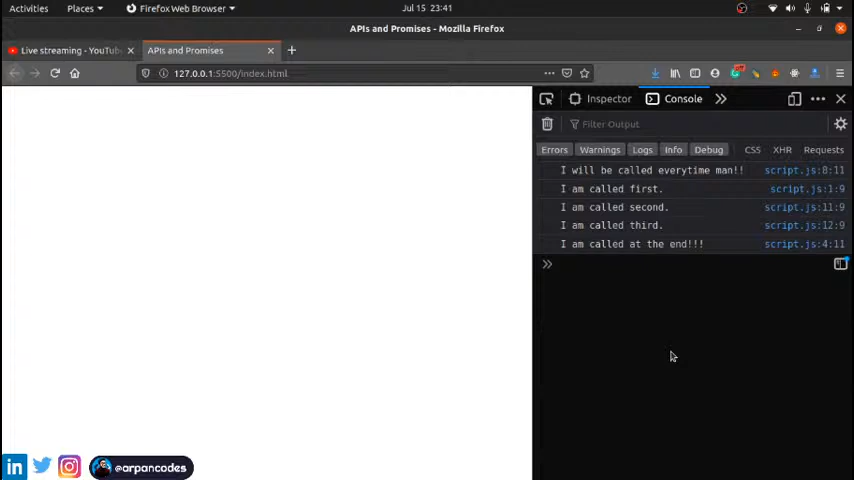 Activities Places Firefox Web Browser Jul 15 23:41
APIs and Promises - Mozilla Firefox
Live streaming - YouTube APIs and Promises
127.0.0.1:5500/index.html
Inspector Console
Filter Output
Errors Warnings Logs Info Debug CSS XHR Requests
I will be called everytime man!! script.js:8:11
I am called first. script.js:1:9
I am called second. script.js:11:9
I am called third. script.js:12:9
I am called at the end!!! script.js:4:11
in @arpancodes